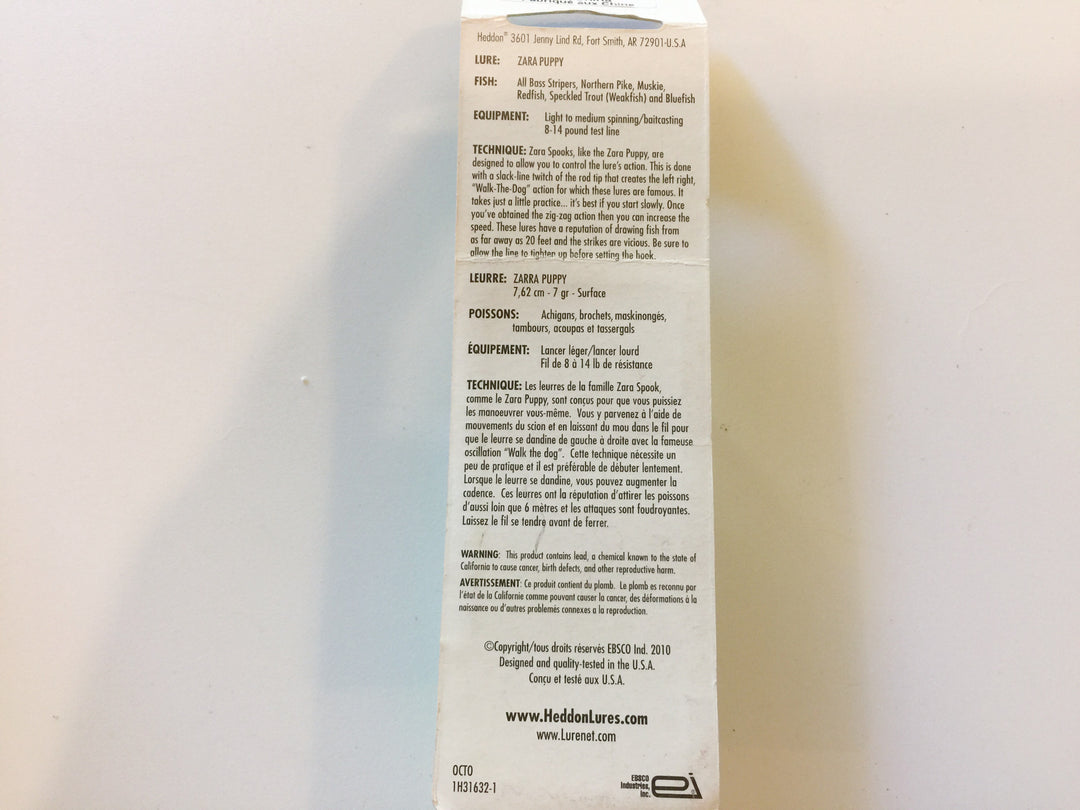 Fabriqué aux Chine
Heddon® 3601 Jenny Lind Rd, Fort Smith, AR 72901-U.S.A
LURE: ZARA PUPPY
FISH: All Bass Stripers, Northern Pike, Muskie,
Redfish, Speckled Trout (Weakfish) and Bluefish
EQUIPMENT: Light to medium spinning/baitcasting
8-14 pound test line
TECHNIQUE: Zara Spooks, like the Zara Puppy, are
designed to allow you to control the lure's action. This is done
with a slack-line twitch of the rod tip that creates the left right,
"Walk-The-Dog" action for which these lures are famous. It
takes just a little practice... it's best if you start slowly. Once
you've obtained the zig-zag action then you can increase the
speed. These lures have a reputation of drawing fish from
as far away as 20 feet and the strikes are vicious. Be sure to
allow the line to tighten up before setting the hook.
LEURRE: ZARRA PUPPY
7,62 cm - 7 gr - Surface
POISSONS: Achigans, brochets, maskinongés,
tambours, acoupas et tassergals
ÉQUIPEMENT: Lancer léger/lancer lourd
Fil de 8 à 14 lb de résistance
TECHNIQUE: Les leurres de la famille Zara Spook,
comme le Zara Puppy, sont conçus pour que vous puissiez
les manoeuvrer vous-même. Vous y parvenez à l'aide de
mouvements du scion et en laissant du mou dans le fil pour
que le leurre se dandine de gauche à droite avec la fameuse
oscillation "Walk the dog". Cette technique nécessite un
peu de pratique et il est préférable de débuter lentement.
Lorsque le leurre se dandine, vous pouvez augmenter la
cadence. Ces leurres ont la réputation d'attirer les poissons
d'aussi loin que 6 mètres et les attaques sont foudroyantes.
Laissez le fil se tendre avant de ferrer.
WARNING: This product contains lead, a chemical known to the state of
California to cause cancer, birth defects, and other reproductive harm.
AVERTISSEMENT: Ce produit contient du plomb. Le plomb es reconnu par
l'état de la Californie comme pouvant causer la cancer, des déformations à la
naissance ou d'autres problemés connexes a la reproduction.
©Copyright/tous droits réservés EBSCO Ind. 2010
Designed and quality-tested in the U.S.A.
Conçu et testé aux U.S.A.
www.HeddonLures.com
www.Lurenet.com
OCTO
1H31632-1
EBSCO
Industries,
Inc.
ei